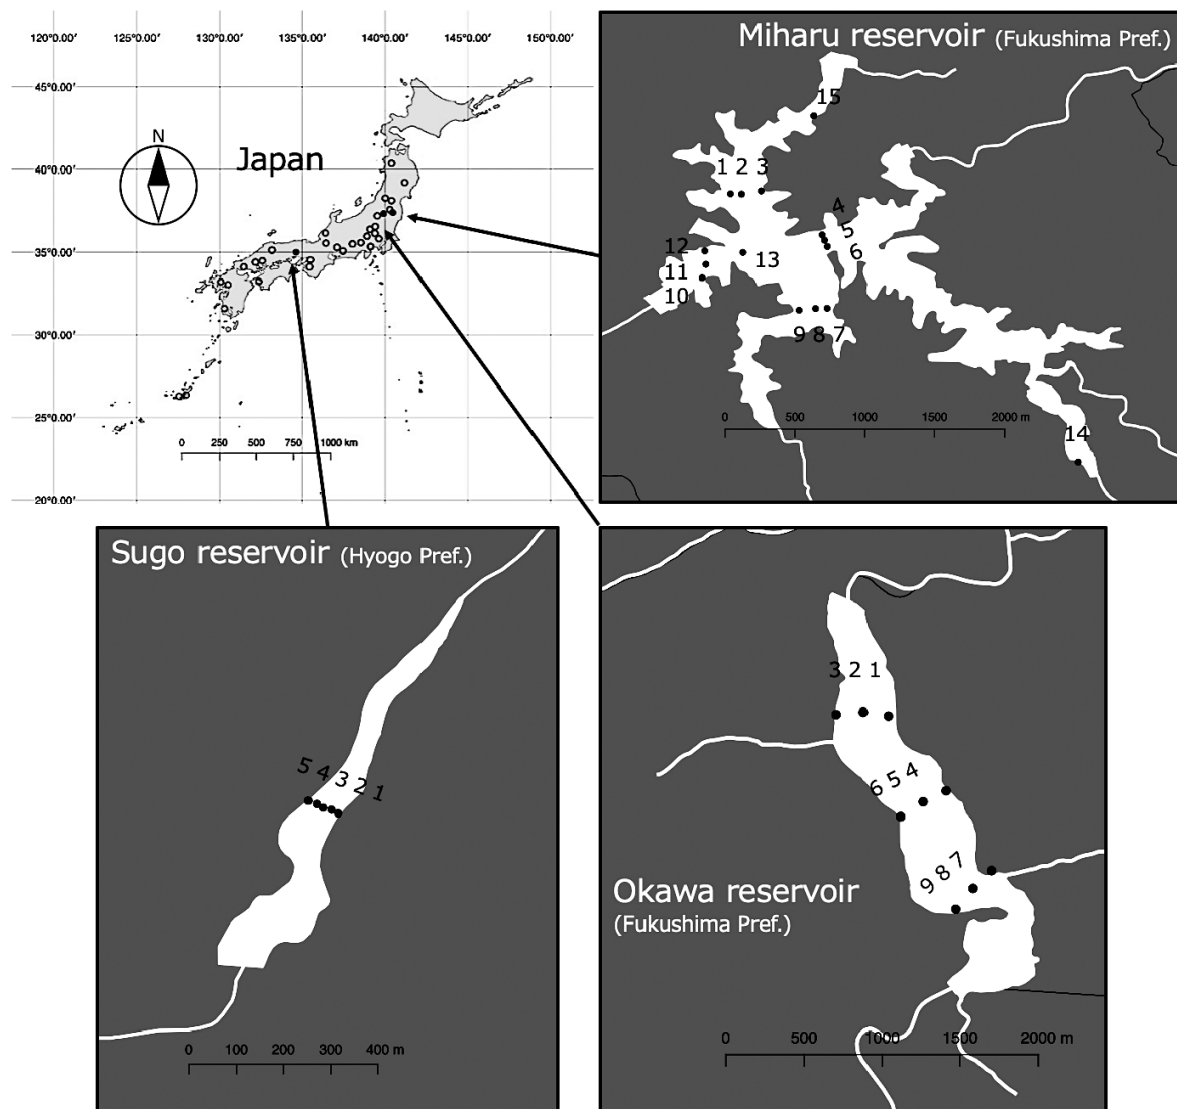 120°0.00′ 125°0.00′ 130°0.00′ 135°0.00′ 140°0.00′ 150°0.00′
45°0.00′
40°0.00′
35°0.00′
30°0.00′
25°0.00′
20°0.00′
N
Japan
0 250 500 750 1000 km
Miharu reservoir (Fukushima Pref.)
15
1 2 3
4
5
6
12
11
10
13
9 8 7
14
0 500 1000 1500 2000 m
Sugo reservoir (Hyogo Pref.)
5 4 3 2 1
0 100 200 300 400 m
3 2 1
6 5 4
9 8 7
Okawa reservoir
(Fukushima Pref.)
0 500 1000 1500 2000 m